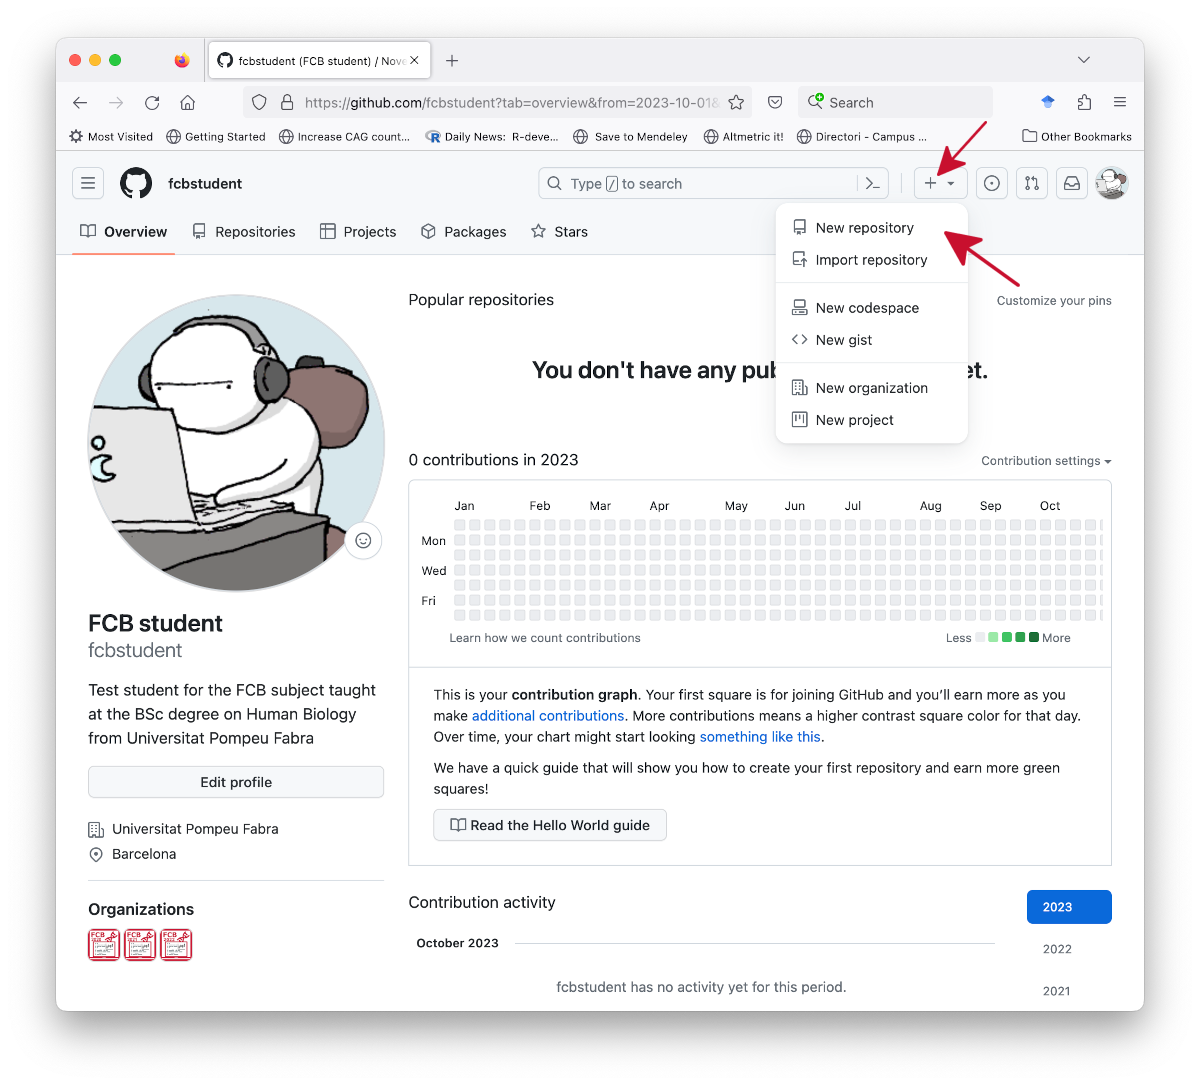 fcbstudent (FCB student) / Nove
https://github.com/fcbstudent?tab=overview&from=2023-10-01&
Search
Most Visited
Getting Started
Increase CAG count...
Daily News: R-deve...
Save to Mendeley
Altmetric it!
Directori - Campus ...
Other Bookmarks
fcbstudent
Type / to search
Overview
Repositories
Projects
Packages
Stars
New repository
Import repository
New codespace
New gist
New organization
New project
Popular repositories
Customize your pins
You don't have any pub
et.
0 contributions in 2023
Contribution settings
Jan Feb Mar Apr May Jun Jul Aug Sep Oct
Mon
Wed
Fri
Learn how we count contributions
Less
More
This is your contribution graph. Your first square is for joining GitHub and you'll earn more as you
make additional contributions. More contributions means a higher contrast square color for that day.
Over time, your chart might start looking something like this.
We have a quick guide that will show you how to create your first repository and earn more green
squares!
Read the Hello World guide
FCB student
fcbstudent
Test student for the FCB subject taught
at the BSc degree on Human Biology
from Universitat Pompeu Fabra
Edit profile
Universitat Pompeu Fabra
Barcelona
Organizations
FCB
FCB
FCB
Contribution activity
October 2023
fcbstudent has no activity yet for this period.
2023
2022
2021